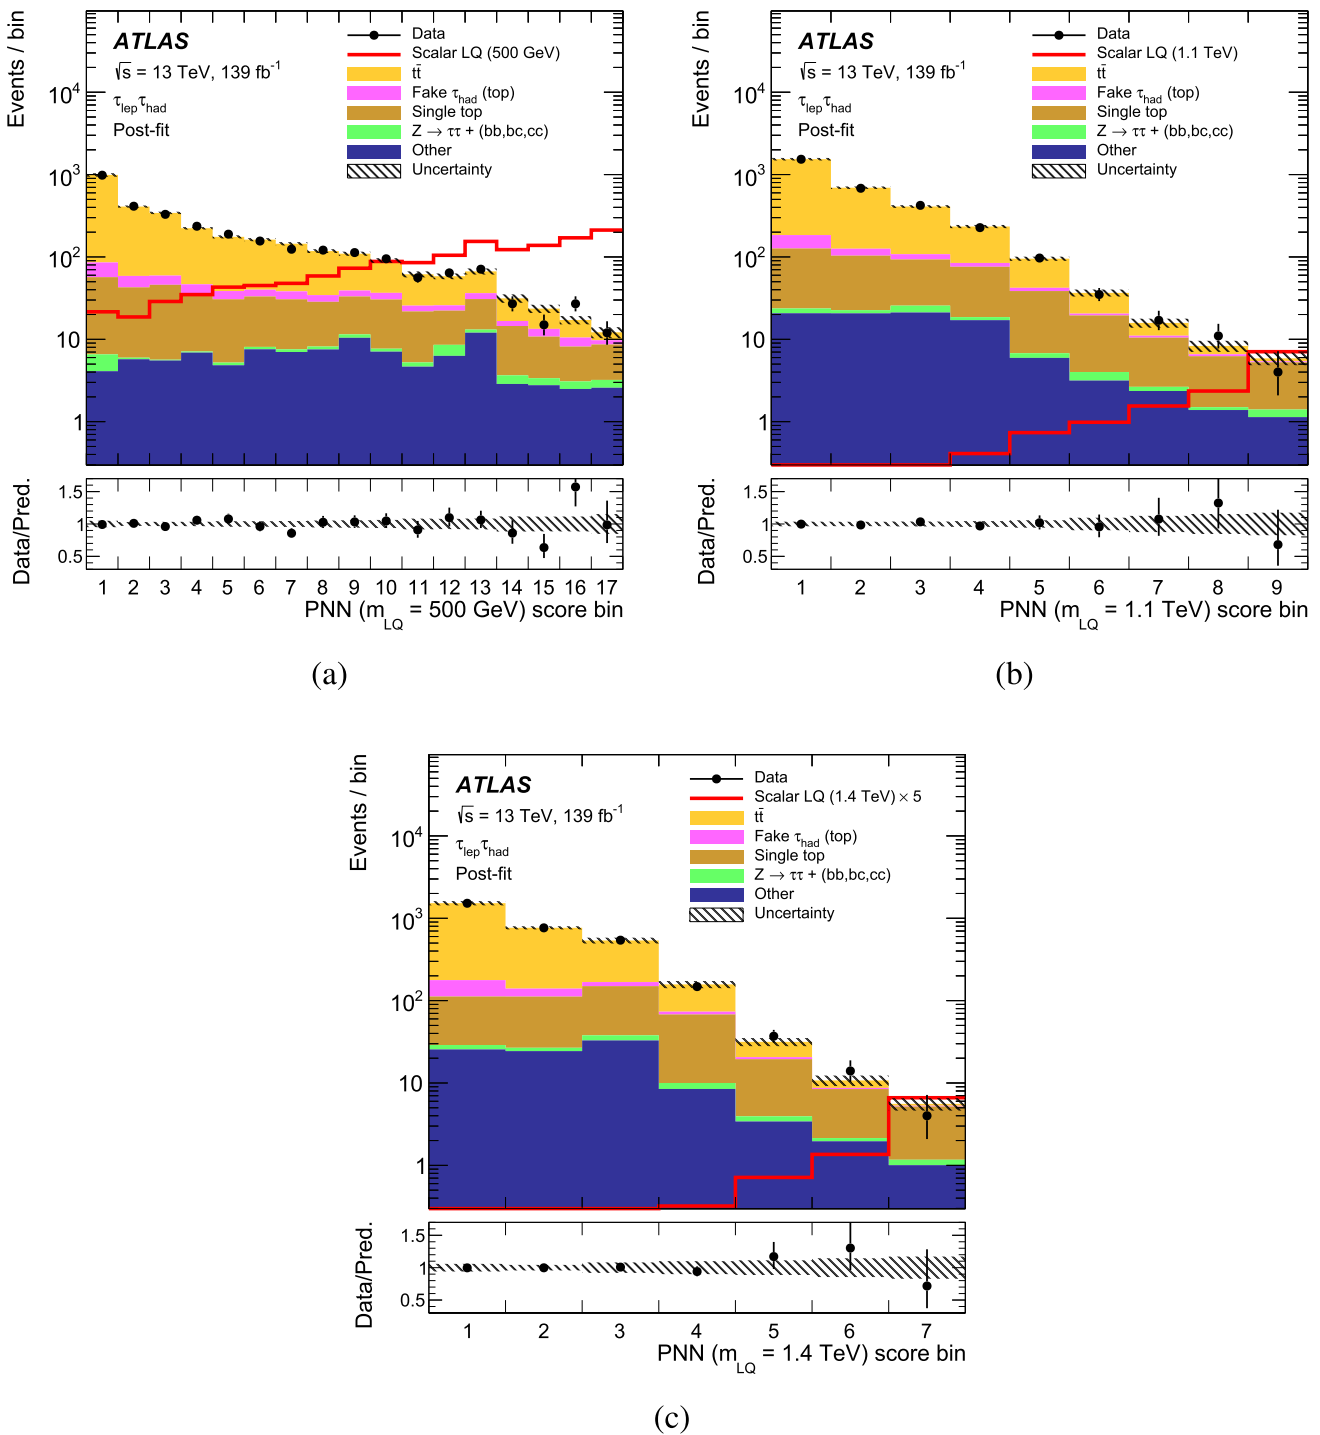 Events / bin
10⁴
10³
10²
10
1
ATLAS
√s = 13 TeV, 139 fb⁻¹
τlepτhad
Post-fit
Data
Scalar LQ (500 GeV)
tt̄
Fake τhad (top)
Single top
Z → ττ + (bb,bc,cc)
Other
Uncertainty
Data/Pred.
1.5
1
0.5
1 2 3 4 5 6 7 8 9 10 11 12 13 14 15 16 17
PNN (mLQ = 500 GeV) score bin
(a)
Events / bin
10⁴
10³
10²
10
1
ATLAS
√s = 13 TeV, 139 fb⁻¹
τlepτhad
Post-fit
Data
Scalar LQ (1.1 TeV)
tt̄
Fake τhad (top)
Single top
Z → ττ + (bb,bc,cc)
Other
Uncertainty
Data/Pred.
1.5
1
0.5
1 2 3 4 5 6 7 8 9
PNN (mLQ = 1.1 TeV) score bin
(b)
Events / bin
10⁴
10³
10²
10
1
ATLAS
√s = 13 TeV, 139 fb⁻¹
τlepτhad
Post-fit
Data
Scalar LQ (1.4 TeV) × 5
tt̄
Fake τhad (top)
Single top
Z → ττ + (bb,bc,cc)
Other
Uncertainty
Data/Pred.
1.5
1
0.5
1 2 3 4 5 6 7
PNN (mLQ = 1.4 TeV) score bin
(c)